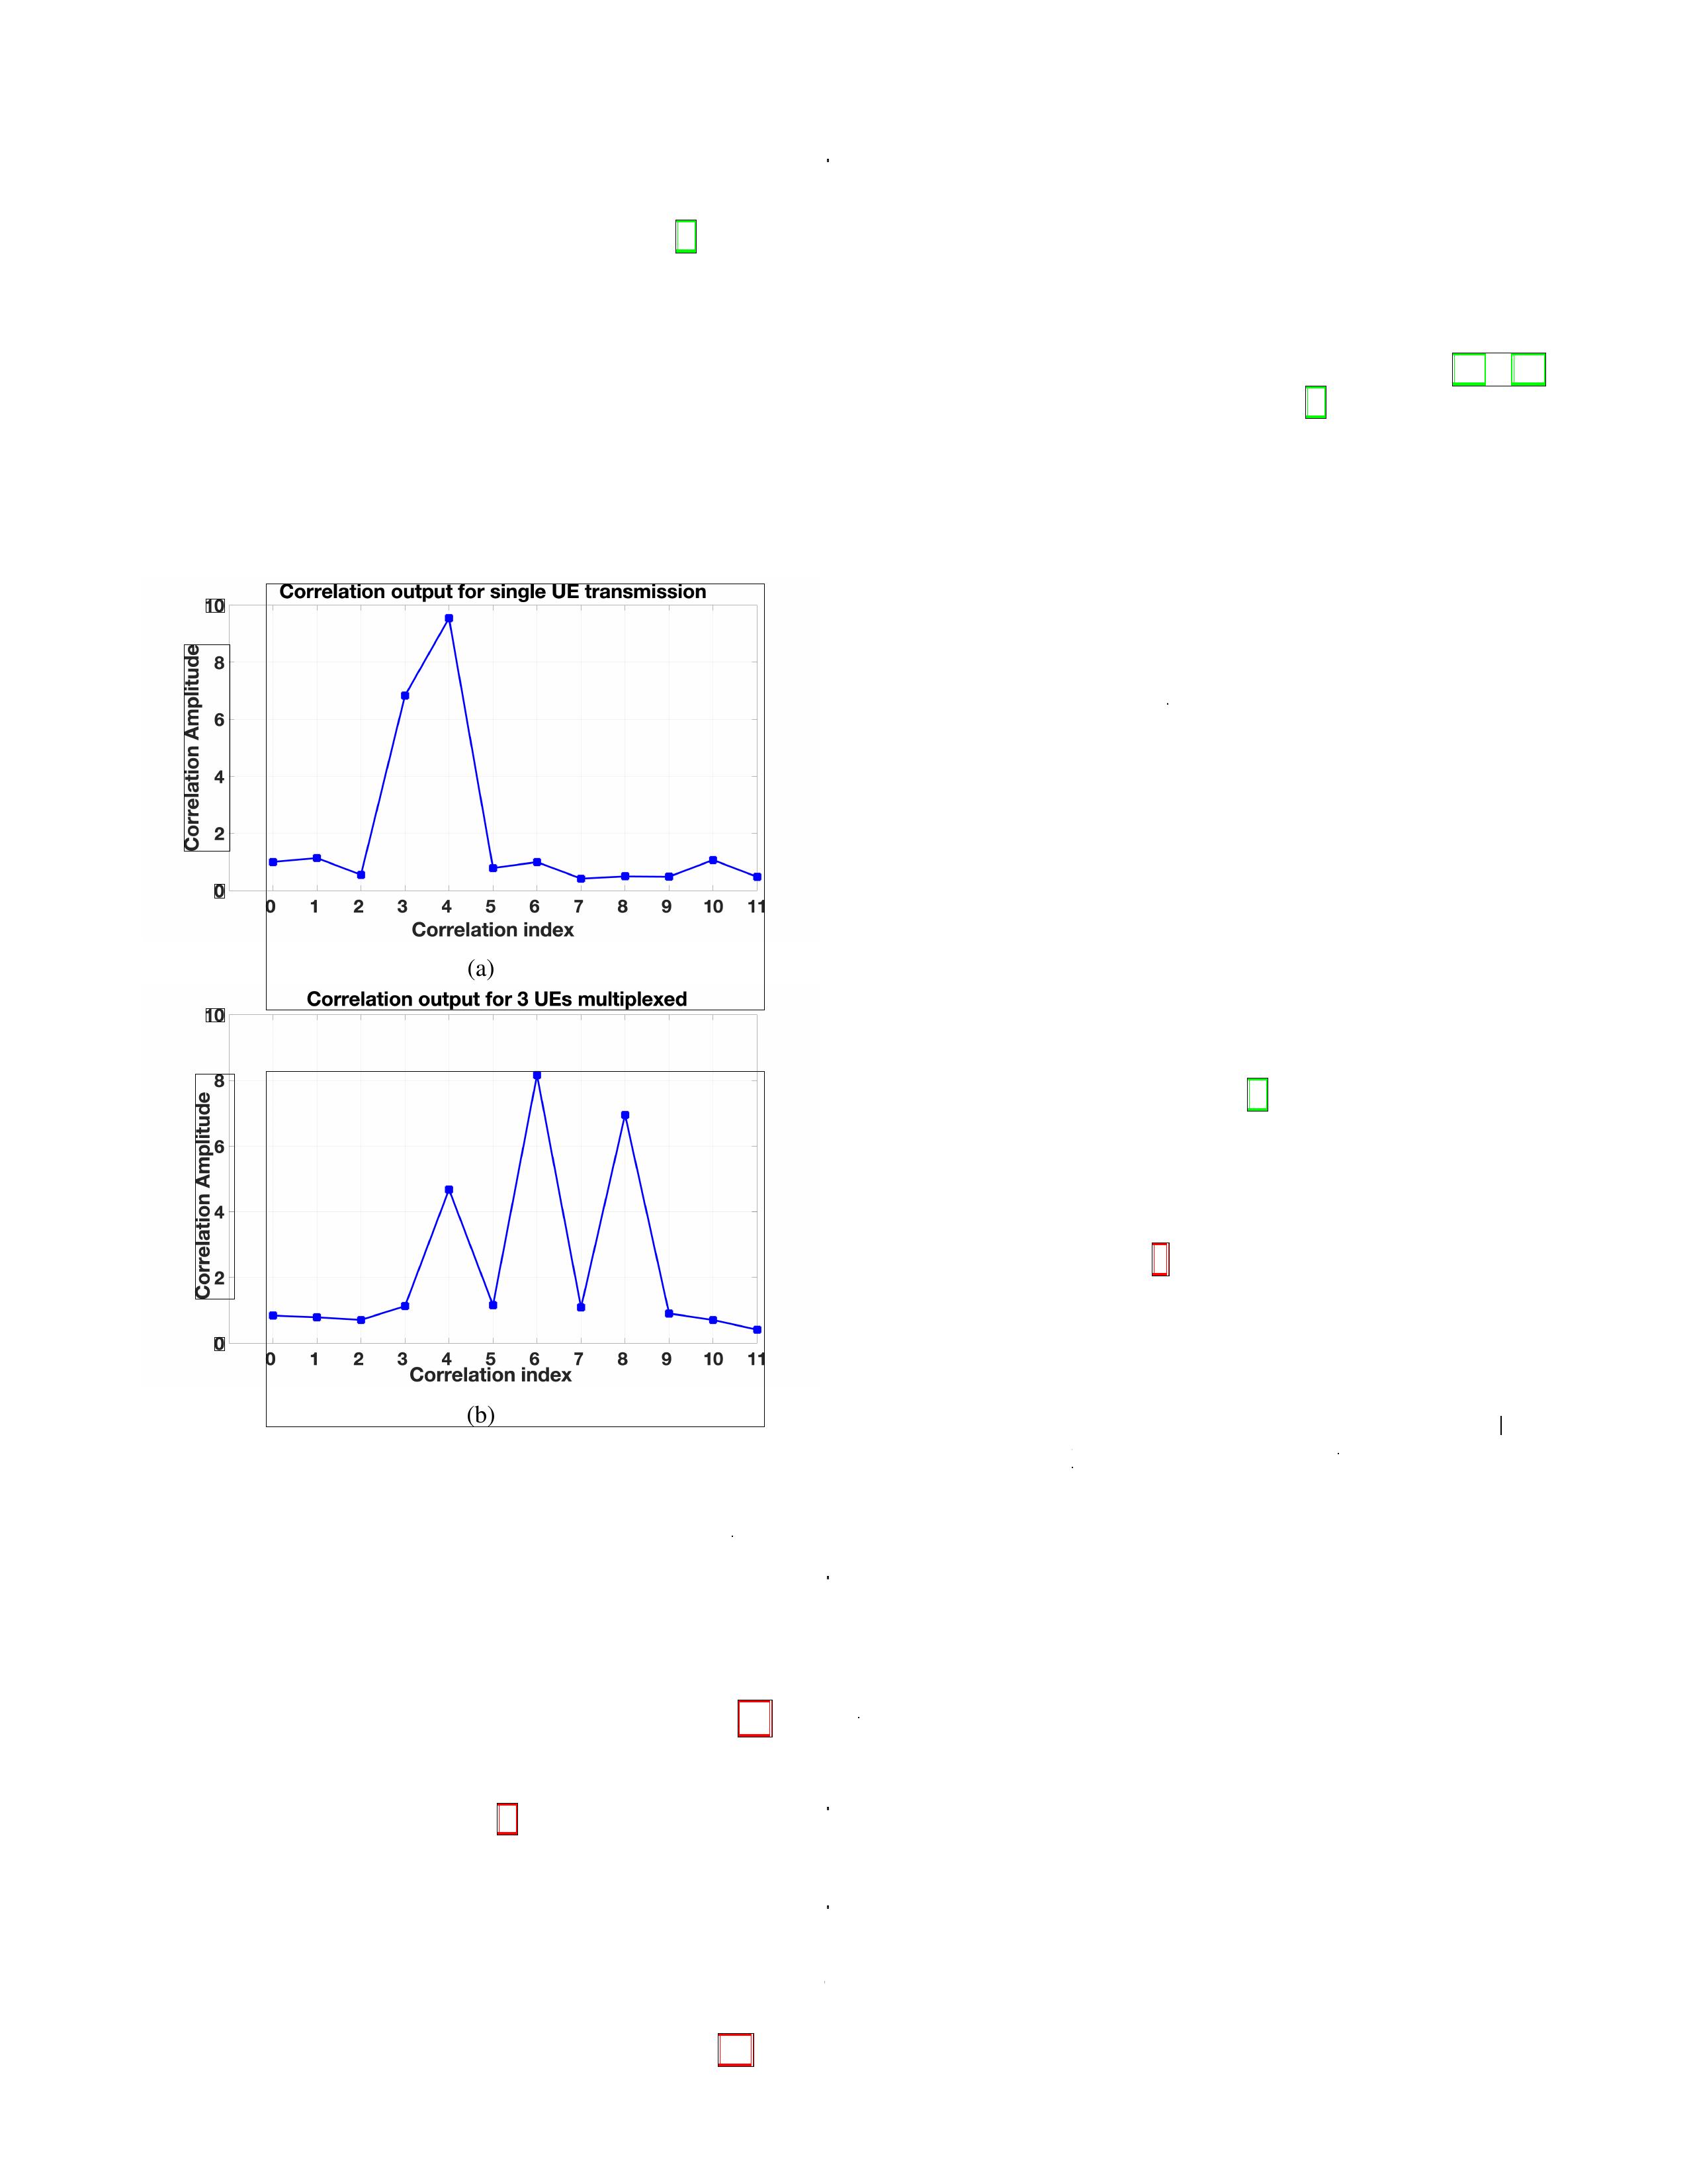 Correlation output for single UE transmission
10
8
6
4
2
0
Correlation Amplitude
0 1 2 3 4 5 6 7 8 9 10 11
Correlation index
(a)
Correlation output for 3 UEs multiplexed
10
8
6
4
2
0
Correlation Amplitude
0 1 2 3 4 5 6 7 8 9 10 11
Correlation index
(b)